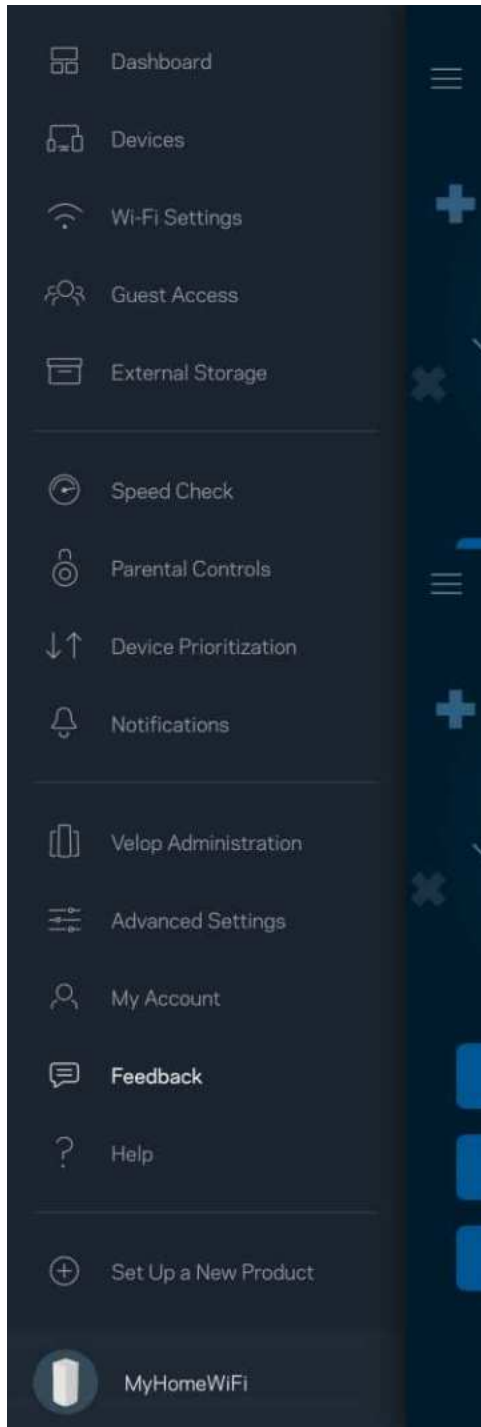 Dashboard
Devices
Wi-Fi Settings
Guest Access
External Storage
Speed Check
Parental Controls
Device Prioritization
Notifications
Velop Administration
Advanced Settings
My Account
Feedback
Help
Set Up a New Product
MyHomeWiFi